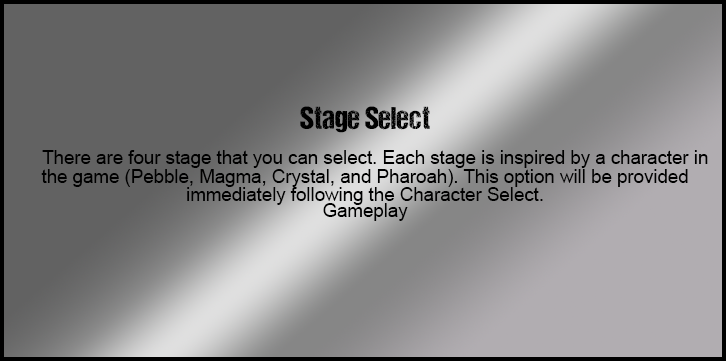 Stage Select
There are four stage that you can select. Each stage is inspired by a character in
the game (Pebble, Magma, Crystal, and Pharoah). This option will be provided
immediately following the Character Select.
Gameplay